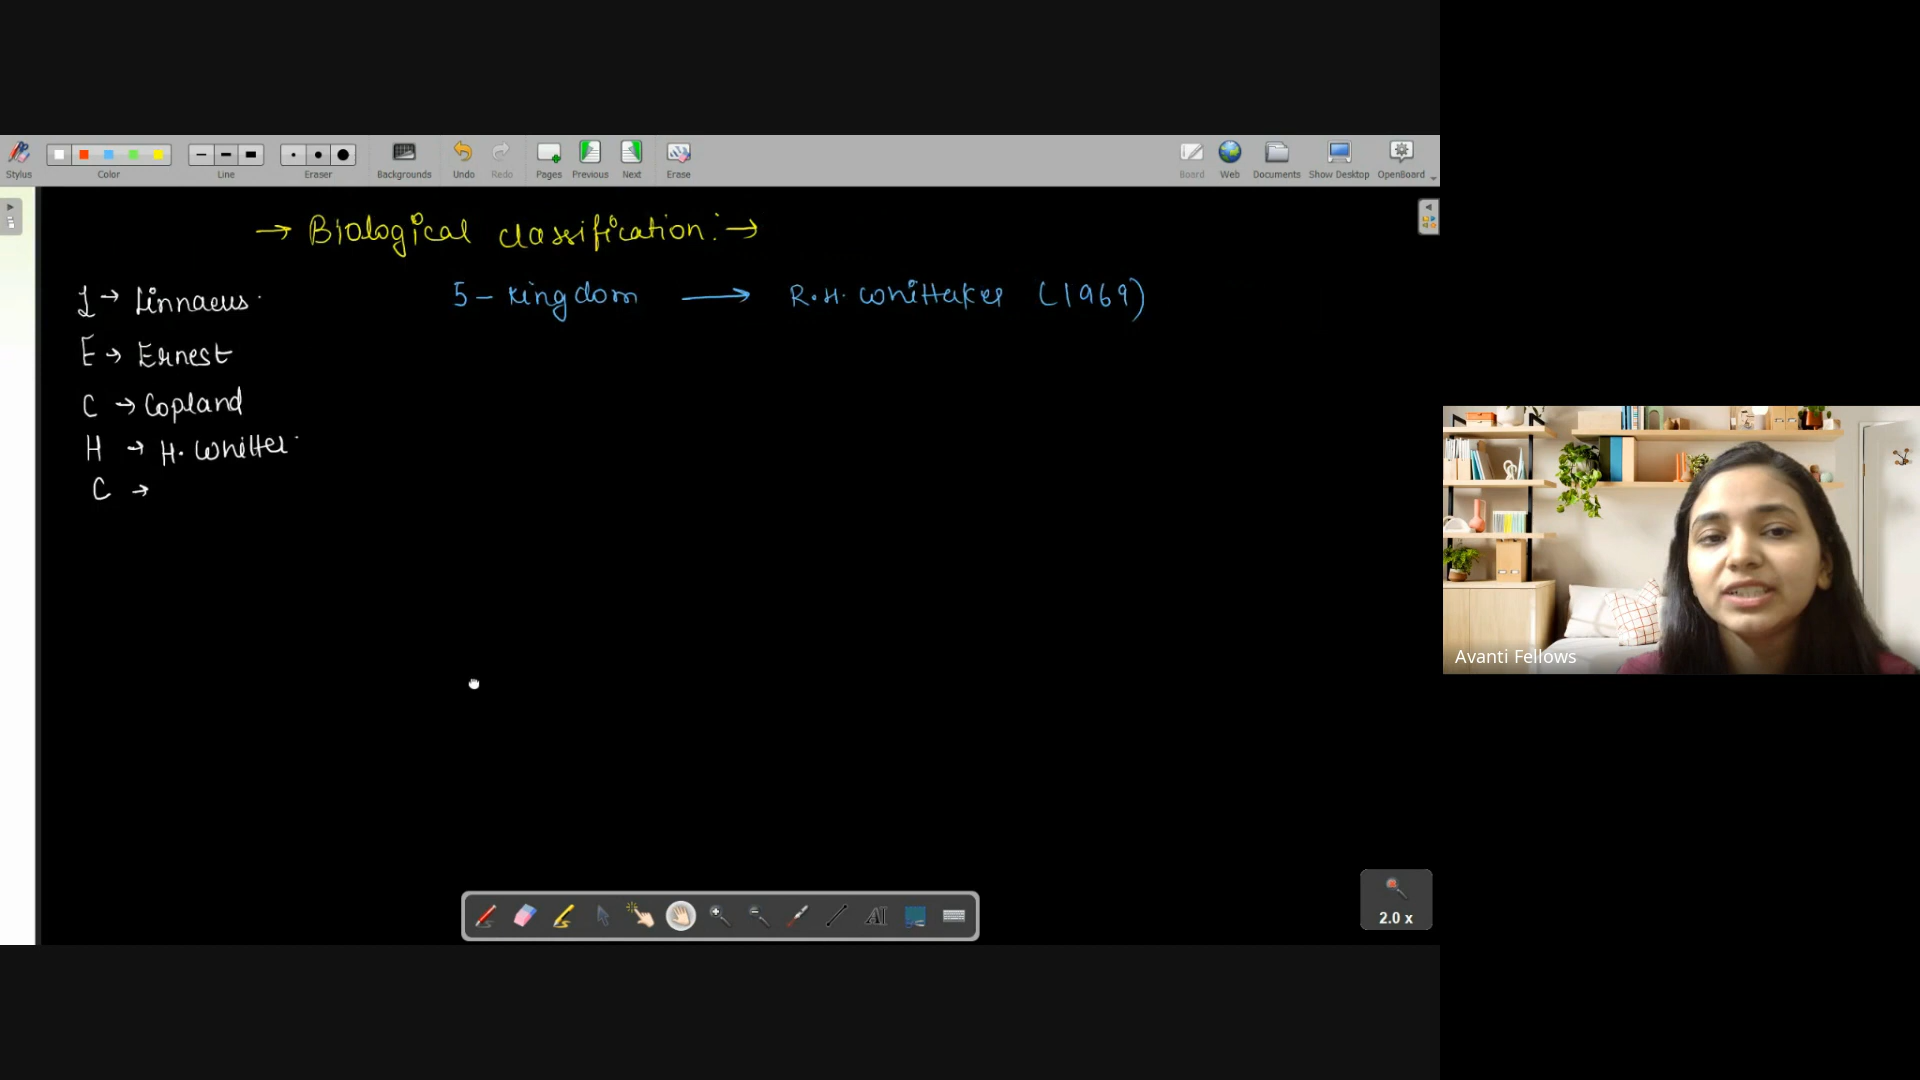 Stylus Color Line Eraser Backgrounds Undo Redo Pages Previous Next Erase Board Web Documents Show Desktop OpenBoard
→ Biological classification:→
L → Linnaeus.
5 - kingdom → R.H. Whittaker (1969)
E → Ernest
C → Copland
H → H. Whitter.
C →
Avanti Fellows
2.0 x